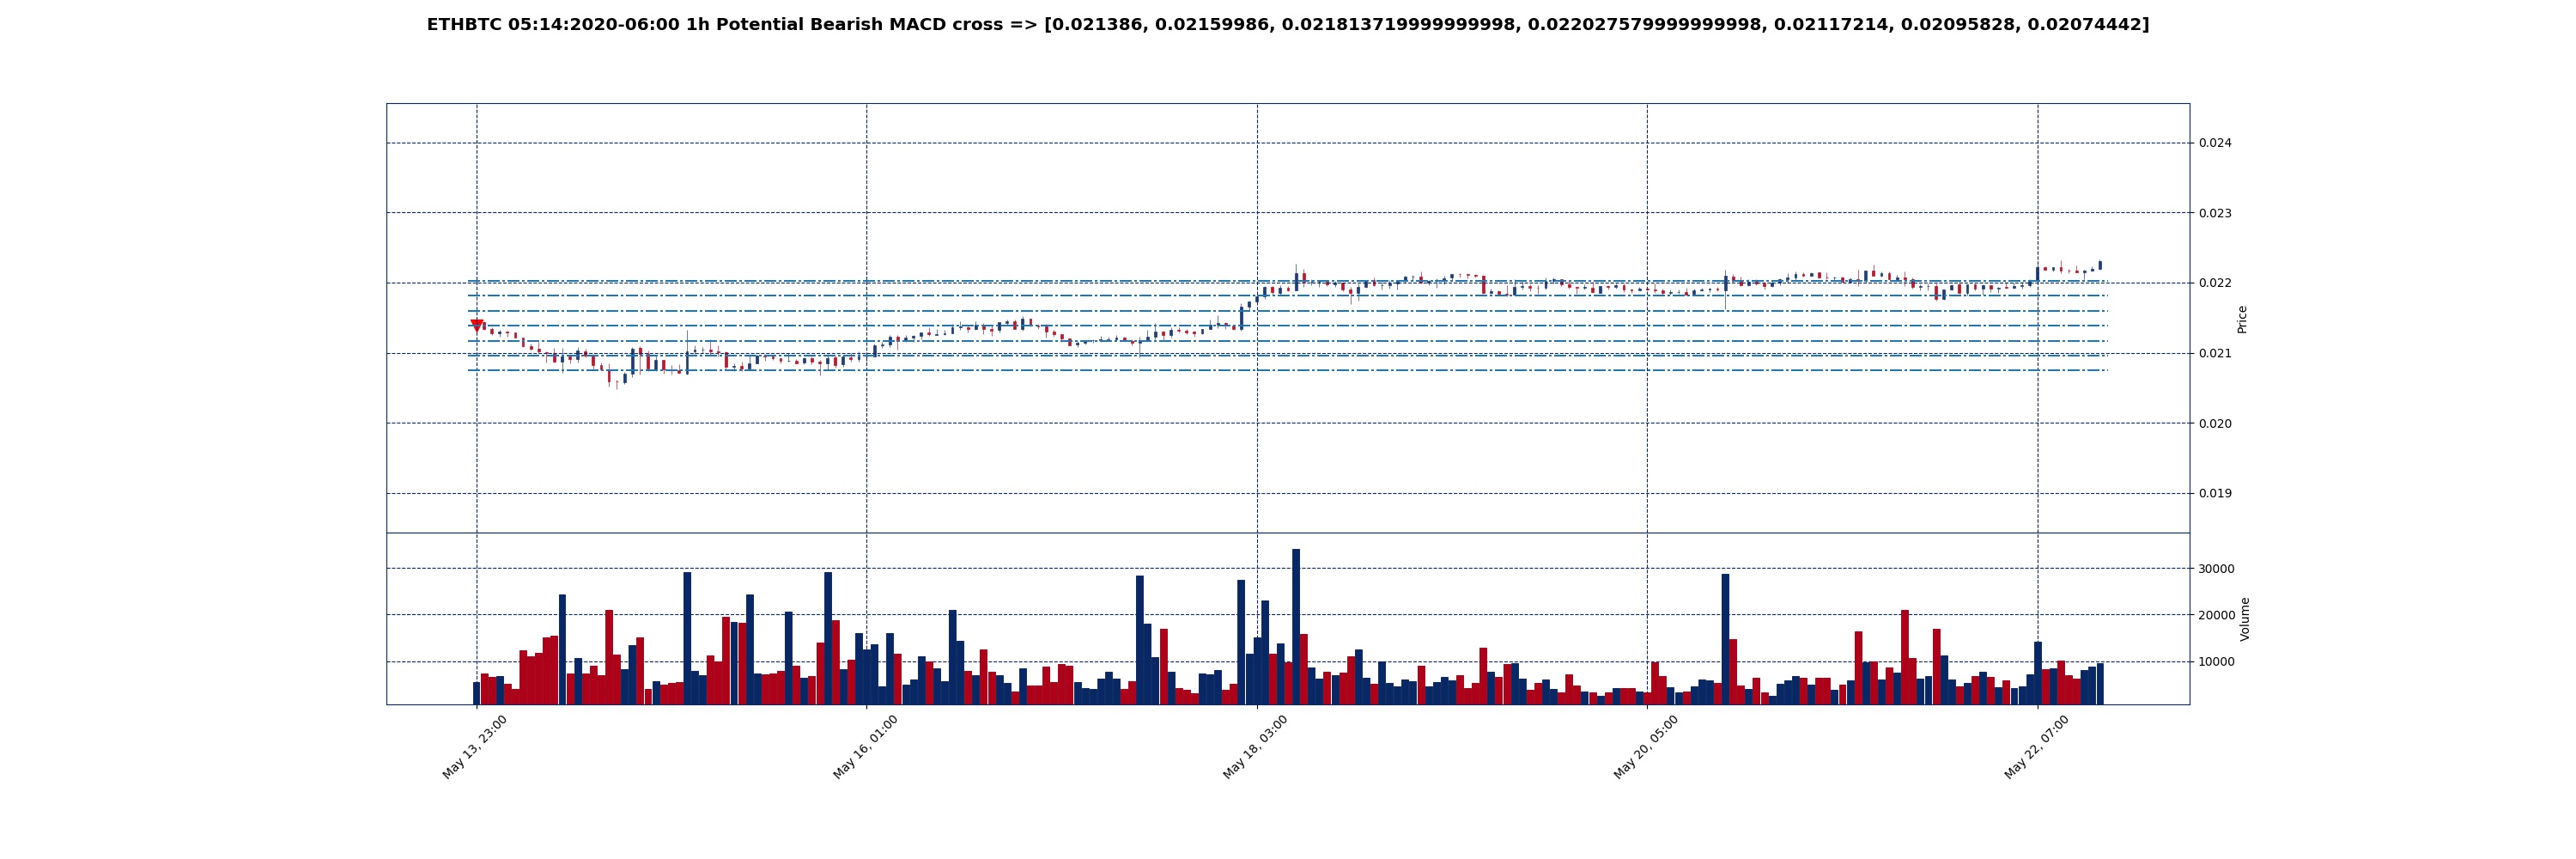 ETHBTC 05:14:2020-06:00 1h Potential Bearish MACD cross => [0.021386, 0.02159986, 0.021813719999999998, 0.022027579999999998, 0.02117214, 0.02095828, 0.02074442]
0.024
0.023
0.022
0.021
0.020
0.019
Price
30000
20000
10000
Volume
May 13, 23:00
May 16, 01:00
May 18, 03:00
May 20, 05:00
May 22, 07:00